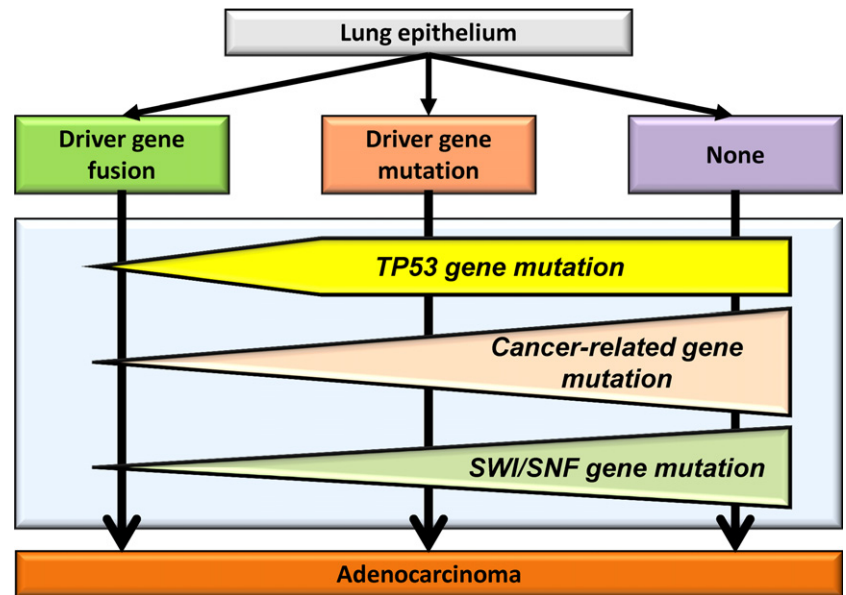 Lung epithelium
Driver gene
fusion
Driver gene
mutation
None
TP53 gene mutation
Cancer-related gene
mutation
SWI/SNF gene mutation
Adenocarcinoma